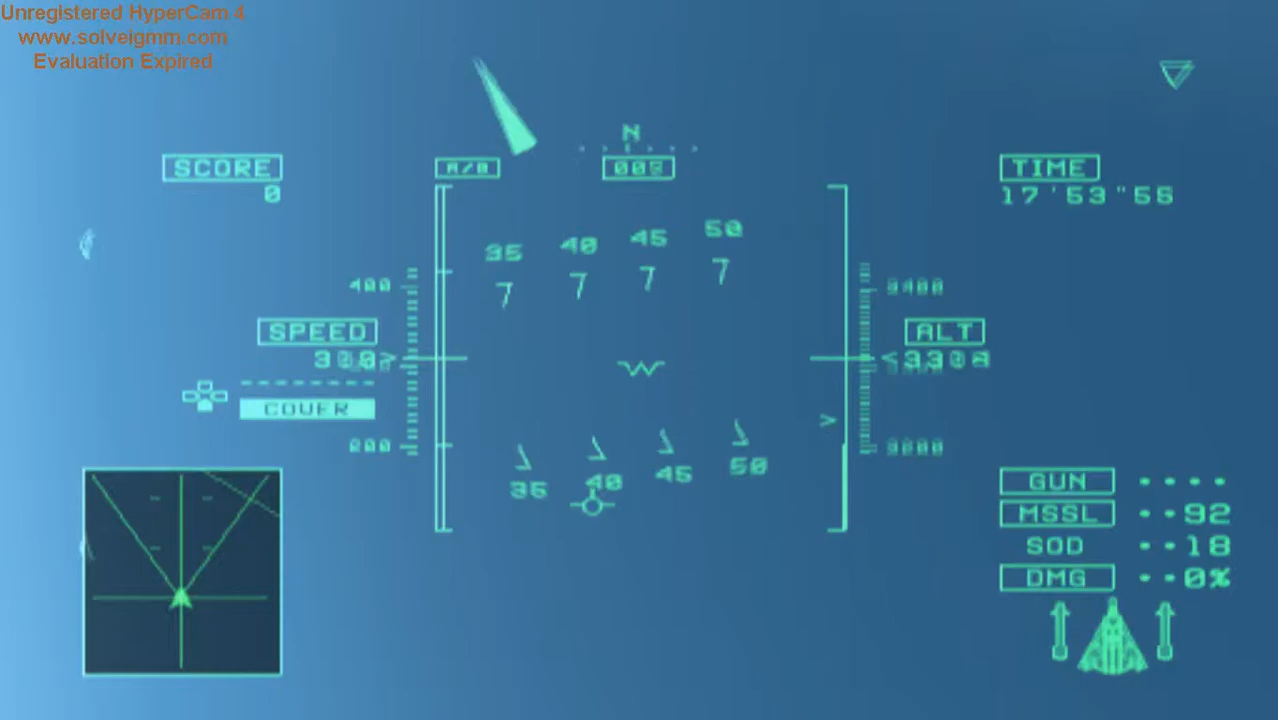 Unregistered HyperCam 4
www.solveigmm.com
Evaluation Expired
N
SCORE
A/B
TIME
0
17'53"55
35 40 45 50
400
SPEED
ALT
COVER
200
35 40 45 50
GUN
MSSL 92
SOD 18
DMG 0%